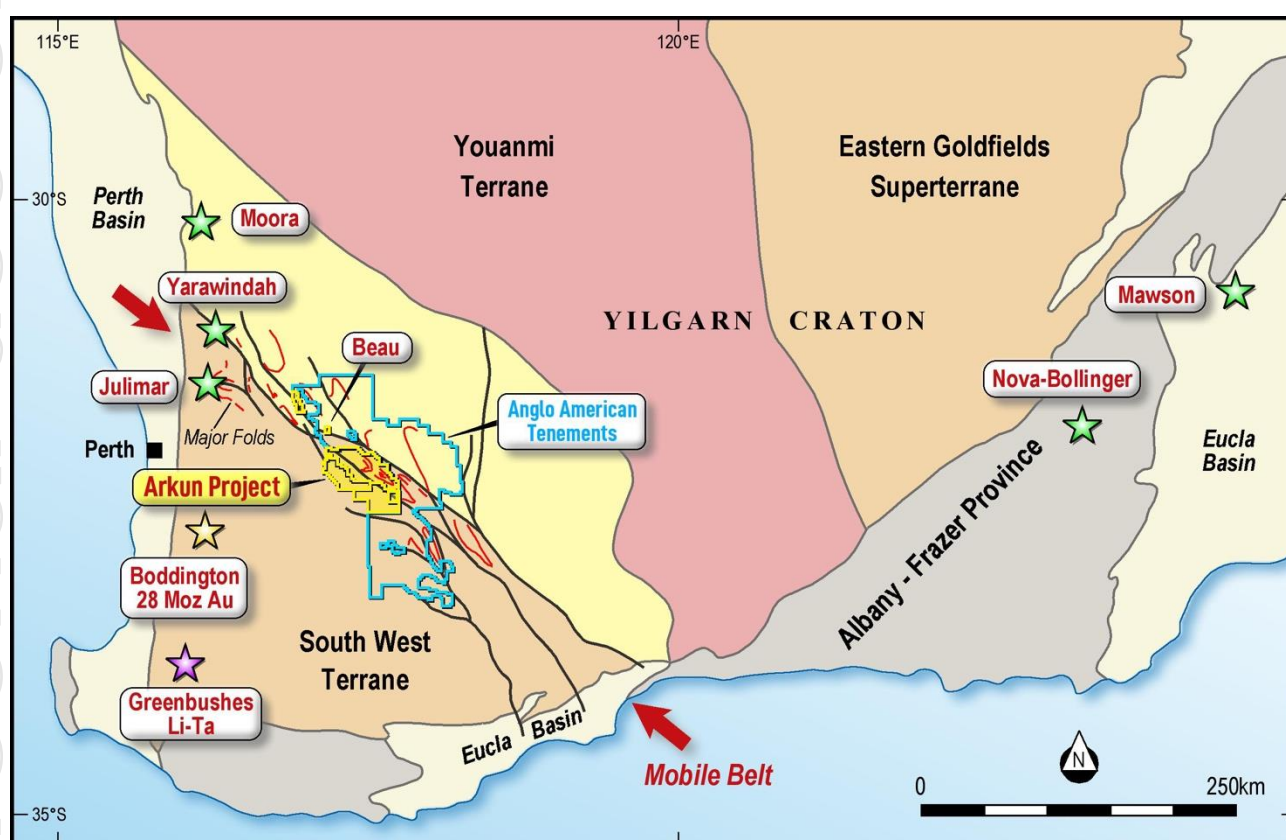 115°E
120°E
30°S
35°S
Perth
Basin
Moora
Yarawindah
Julimar
Major Folds
Perth
Beau
Arkun Project
Anglo American
Tenements
Boddington
28 Moz Au
Greenbushes
Li-Ta
South West
Terrane
Youanmi
Terrane
Eastern Goldfields
Superterrane
YILGARN CRATON
Mawson
Nova-Bollinger
Eucla
Basin
Albany - Frazer Province
Eucla Basin
Mobile Belt
N
0 250km